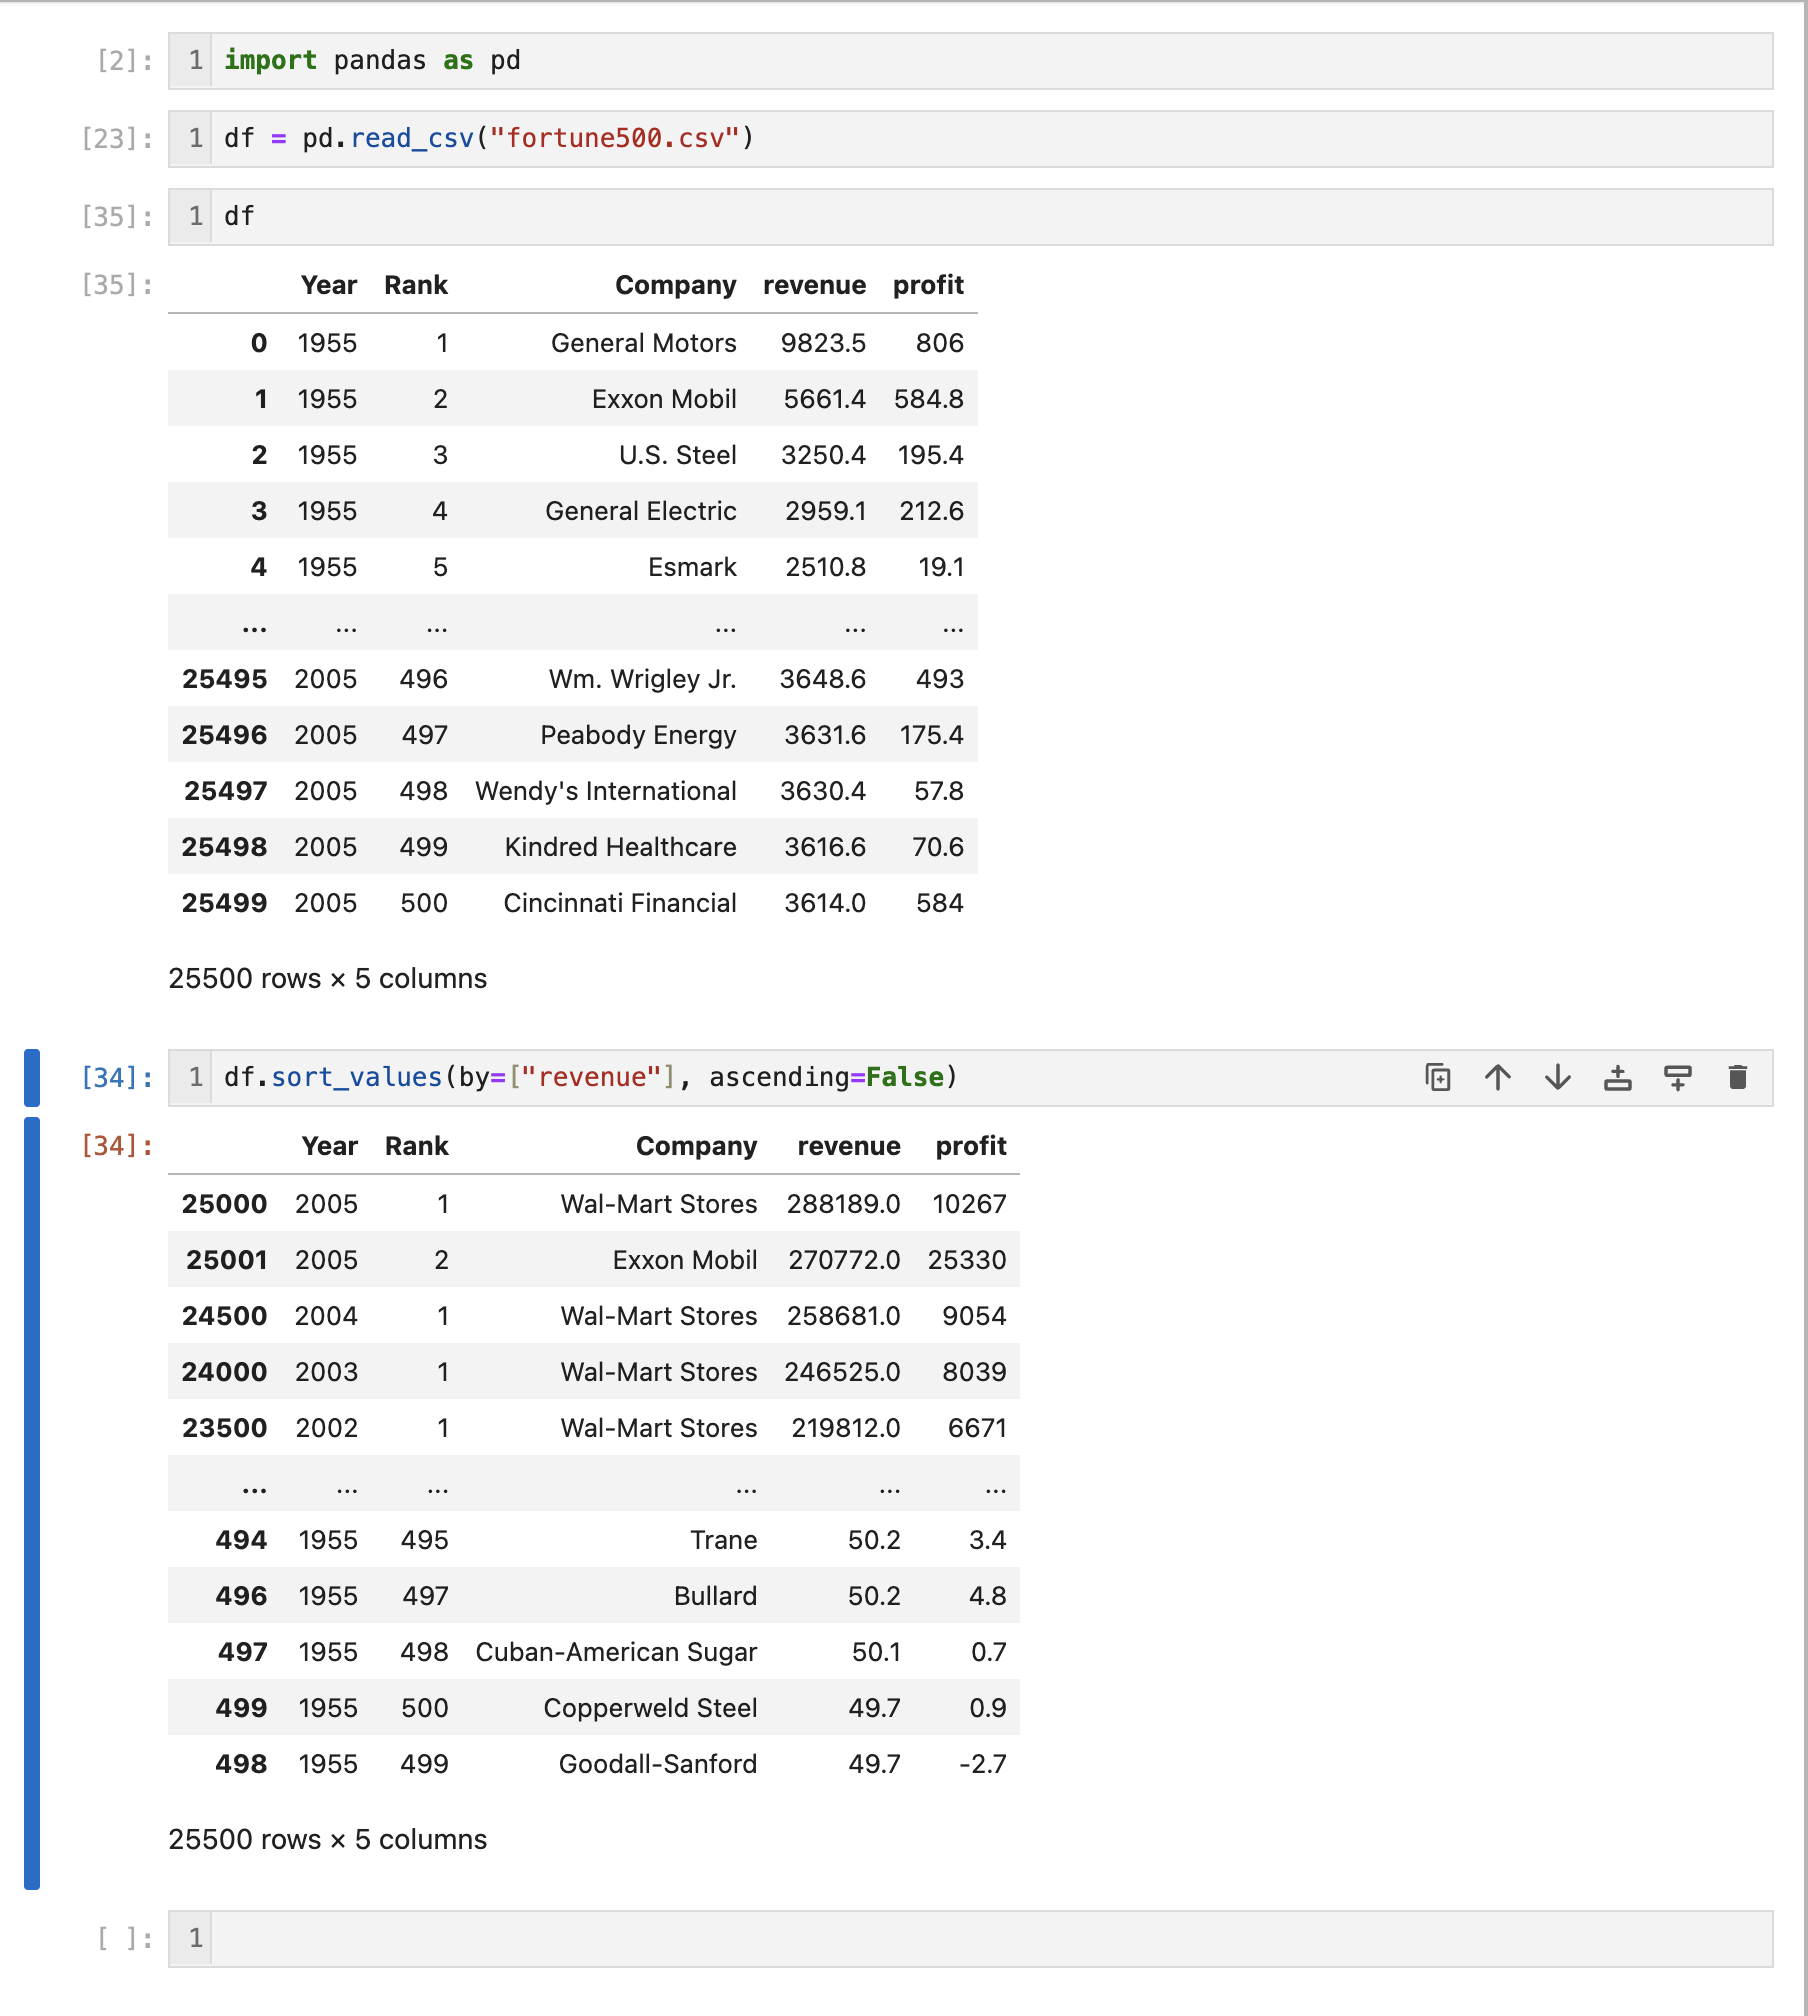 [2]: 1 import pandas as pd
[23]: 1 df = pd.read_csv("fortune500.csv")
[35]: 1 df
[35]: Year Rank Company revenue profit
0 1955 1 General Motors 9823.5 806
1 1955 2 Exxon Mobil 5661.4 584.8
2 1955 3 U.S. Steel 3250.4 195.4
3 1955 4 General Electric 2959.1 212.6
4 1955 5 Esmark 2510.8 19.1
... ... ... ... ... ...
25495 2005 496 Wm. Wrigley Jr. 3648.6 493
25496 2005 497 Peabody Energy 3631.6 175.4
25497 2005 498 Wendy's International 3630.4 57.8
25498 2005 499 Kindred Healthcare 3616.6 70.6
25499 2005 500 Cincinnati Financial 3614.0 584
25500 rows × 5 columns
[34]: 1 df.sort_values(by=["revenue"], ascending=False)
[34]: Year Rank Company revenue profit
25000 2005 1 Wal-Mart Stores 288189.0 10267
25001 2005 2 Exxon Mobil 270772.0 25330
24500 2004 1 Wal-Mart Stores 258681.0 9054
24000 2003 1 Wal-Mart Stores 246525.0 8039
23500 2002 1 Wal-Mart Stores 219812.0 6671
... ... ... ... ... ...
494 1955 495 Trane 50.2 3.4
496 1955 497 Bullard 50.2 4.8
497 1955 498 Cuban-American Sugar 50.1 0.7
499 1955 500 Copperweld Steel 49.7 0.9
498 1955 499 Goodall-Sanford 49.7 -2.7
25500 rows × 5 columns
[ ]: 1